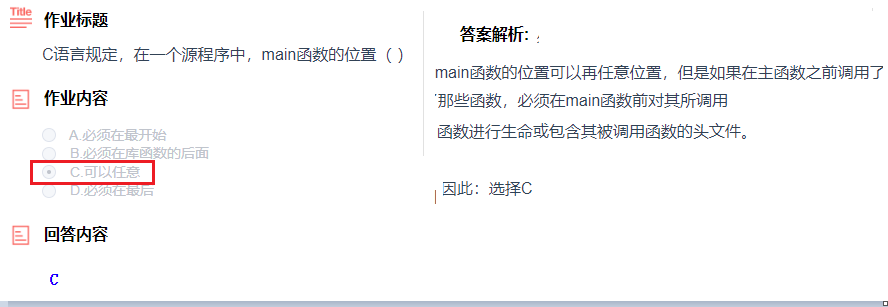 Title 作业标题
C语言规定，在一个源程序中，main函数的位置（ ）
作业内容
A.必须在最开始
B.必须在库函数的后面
C.可以任意
D.必须在最后
回答内容
C
答案解析：
main函数的位置可以再任意位置，但是如果在主函数之前调用了
那些函数，必须在main函数前对其所调用
函数进行生命或包含其被调用函数的头文件。
因此：选择C